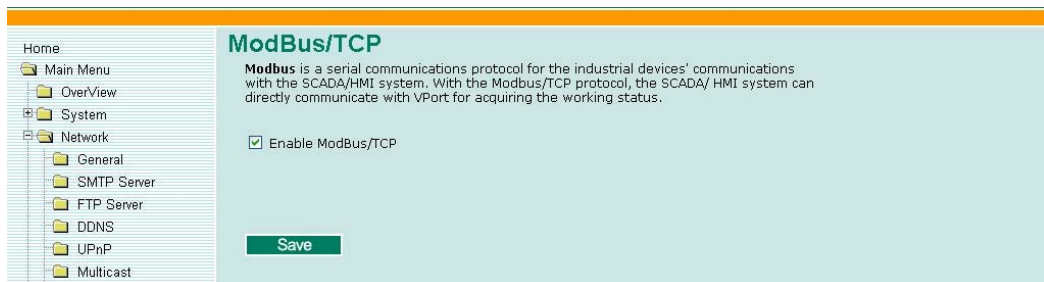 Home
Main Menu
OverView
System
Network
General
SMTP Server
FTP Server
DDNS
UPnP
Multicast
ModBus/TCP
Modbus is a serial communications protocol for the industrial devices' communications
with the SCADA/HMI system. With the Modbus/TCP protocol, the SCADA/ HMI system can
directly communicate with VPort for acquiring the working status.
Enable ModBus/TCP
Save